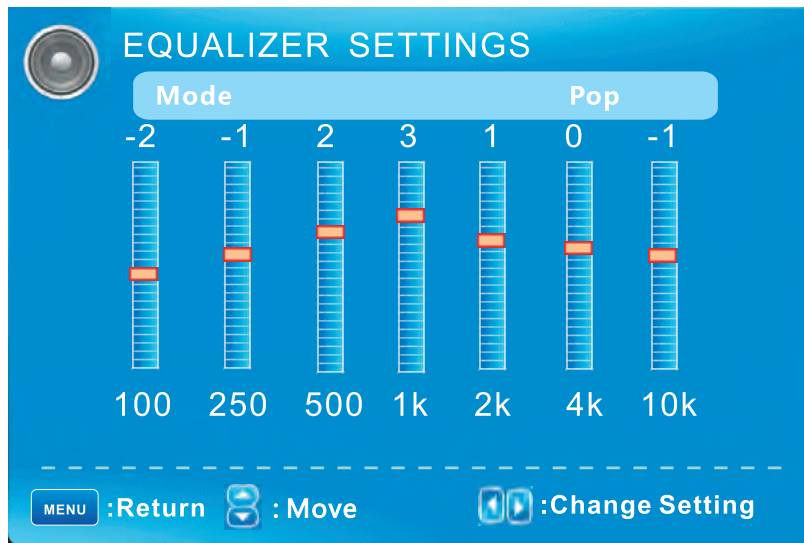 EQUALIZER SETTINGS
Mode Pop
-2 -1 2 3 1 0 -1
100 250 500 1k 2k 4k 10k
MENU :Return : Move :Change Setting